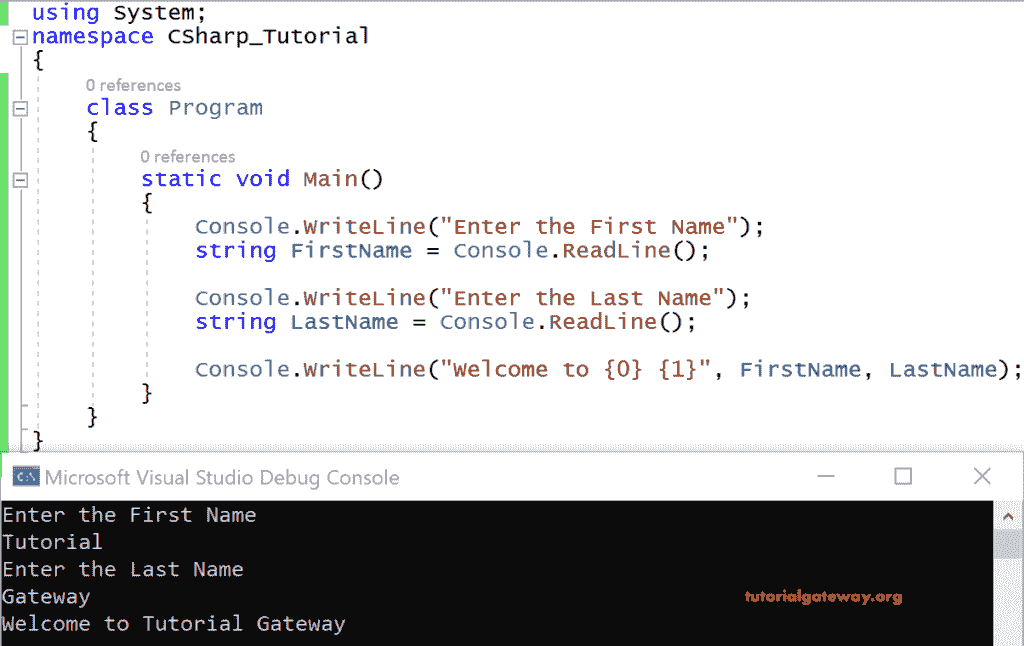 using System;
namespace CSharp_Tutorial
{
0 references
class Program
{
0 references
static void Main()
{
Console.WriteLine("Enter the First Name");
string FirstName = Console.ReadLine();
Console.WriteLine("Enter the Last Name");
string LastName = Console.ReadLine();
Console.WriteLine("Welcome to {0} {1}", FirstName, LastName);
}
}
}
C:\ Microsoft Visual Studio Debug Console
Enter the First Name
Tutorial
Enter the Last Name
Gateway
tutorialgateway.org
Welcome to Tutorial Gateway